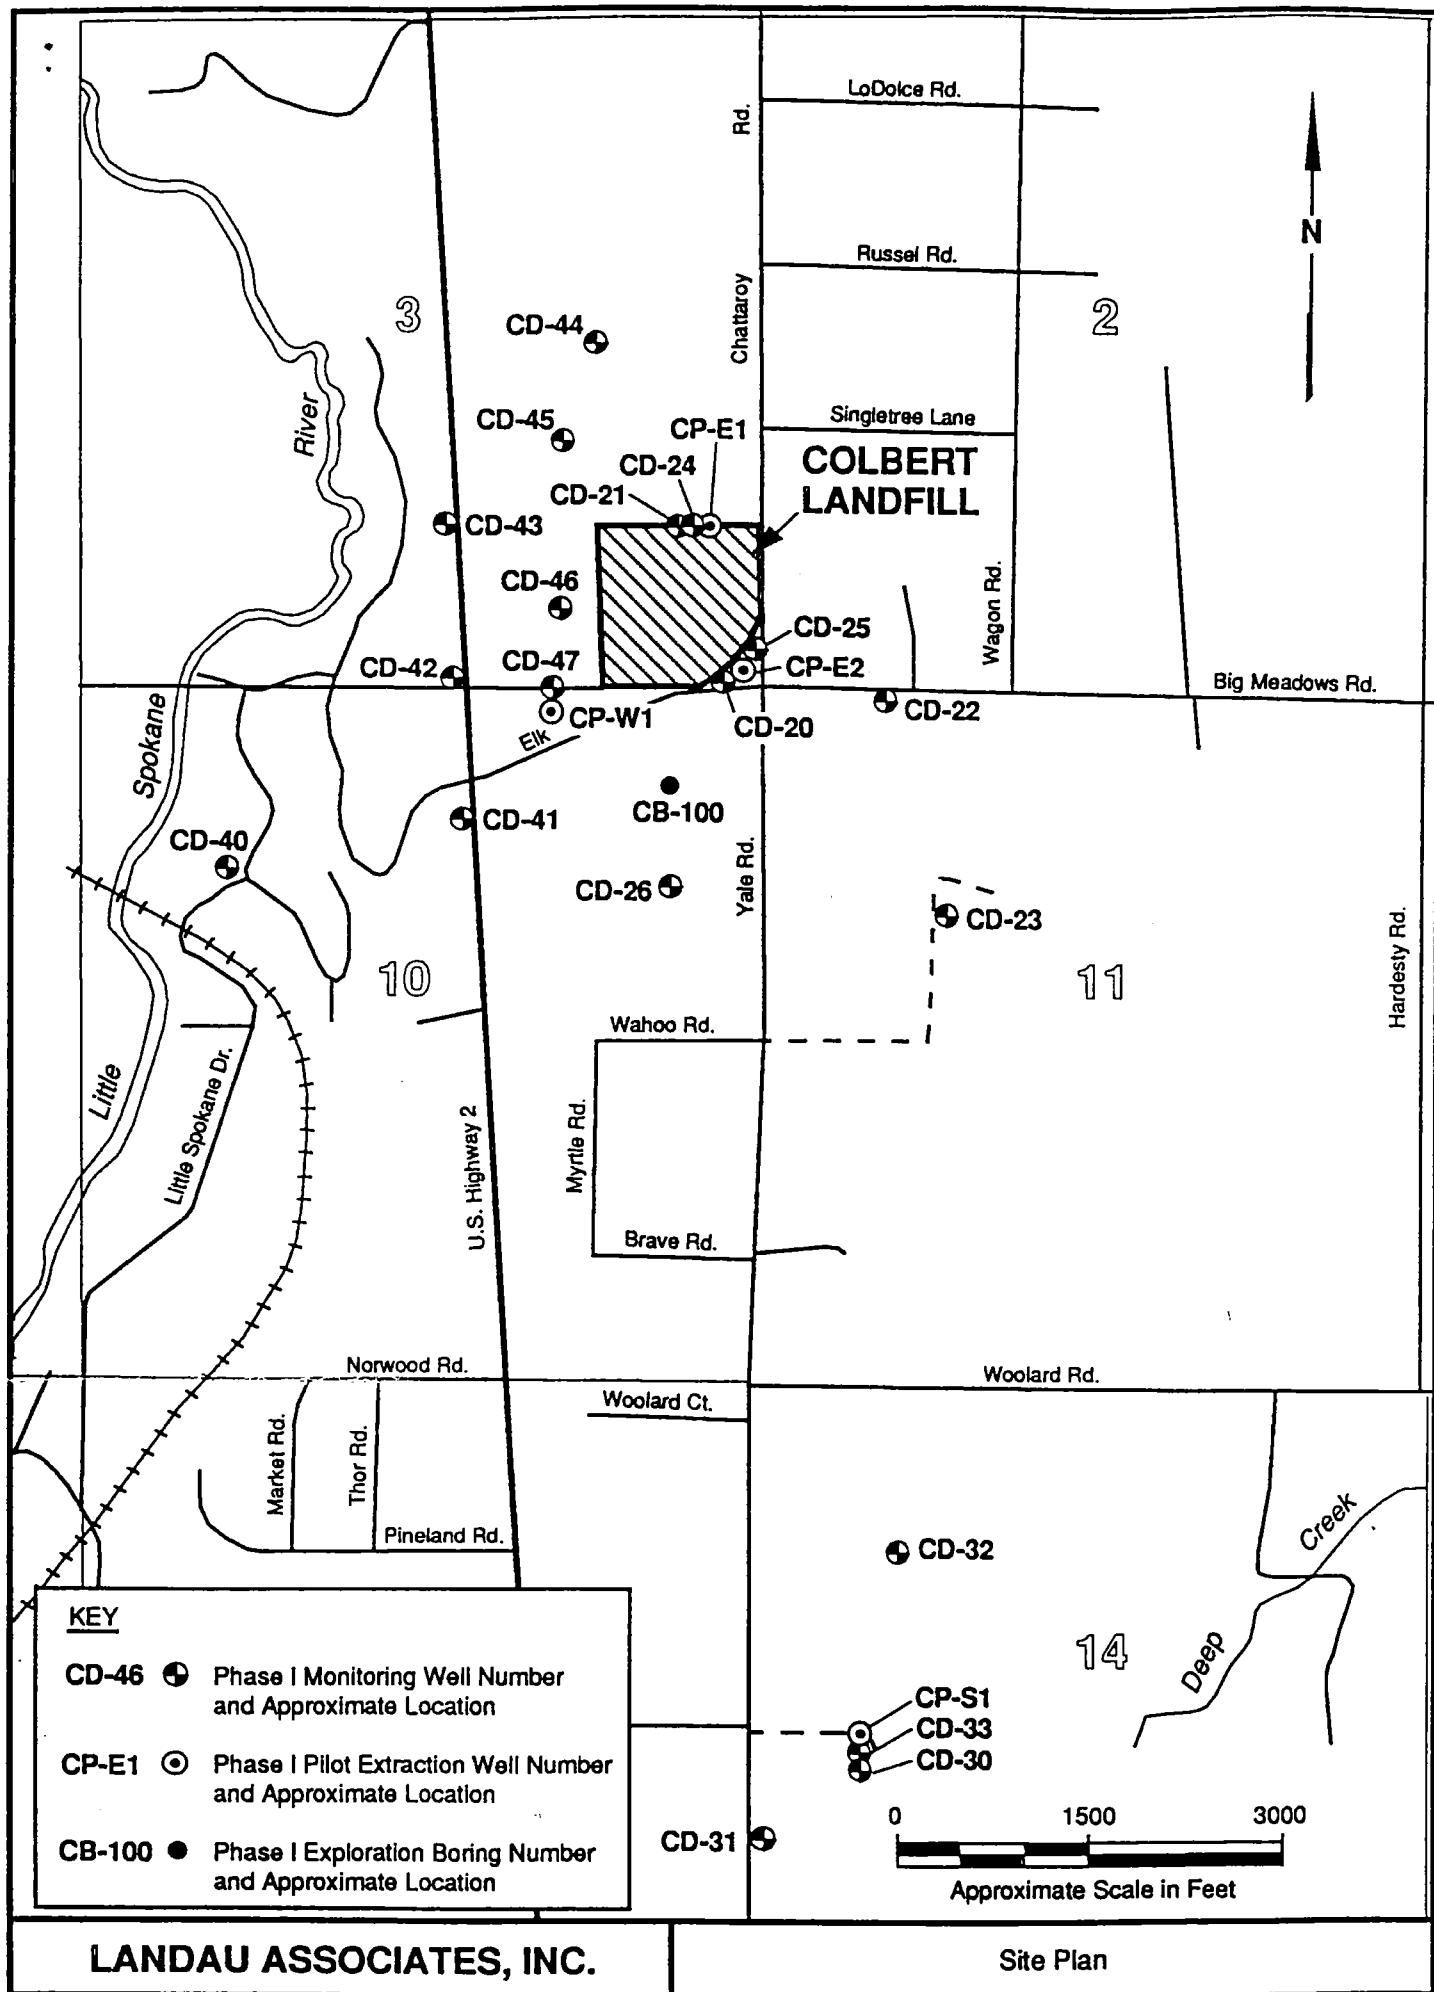 LoDolce Rd.
Rd.
N
Russel Rd.
3
2
CD-44
Chattaroy
River
CD-45
Singletree Lane
CP-E1
COLBERT
LANDFILL
CD-24
CD-21
CD-43
CD-46
Wagon Rd.
CD-25
CD-42
CD-47
CP-E2
Big Meadows Rd.
CD-22
CP-W1
CD-20
Elk
Spokane
CB-100
CD-41
CD-40
Yale Rd.
CD-26
CD-23
Hardesty Rd.
10
11
Wahoo Rd.
Little
Little Spokane Dr.
U.S. Highway 2
Myrtle Rd.
Brave Rd.
Norwood Rd.
Woolard Rd.
Woolard Ct.
Market Rd.
Thor Rd.
Pineland Rd.
Creek
CD-32
14
Deep
KEY
CD-46 Phase I Monitoring Well Number
and Approximate Location
CP-E1 Phase I Pilot Extraction Well Number
and Approximate Location
CB-100 Phase I Exploration Boring Number
and Approximate Location
CP-S1
CD-33
CD-30
CD-31
0 1500 3000
Approximate Scale in Feet
LANDAU ASSOCIATES, INC.
Site Plan